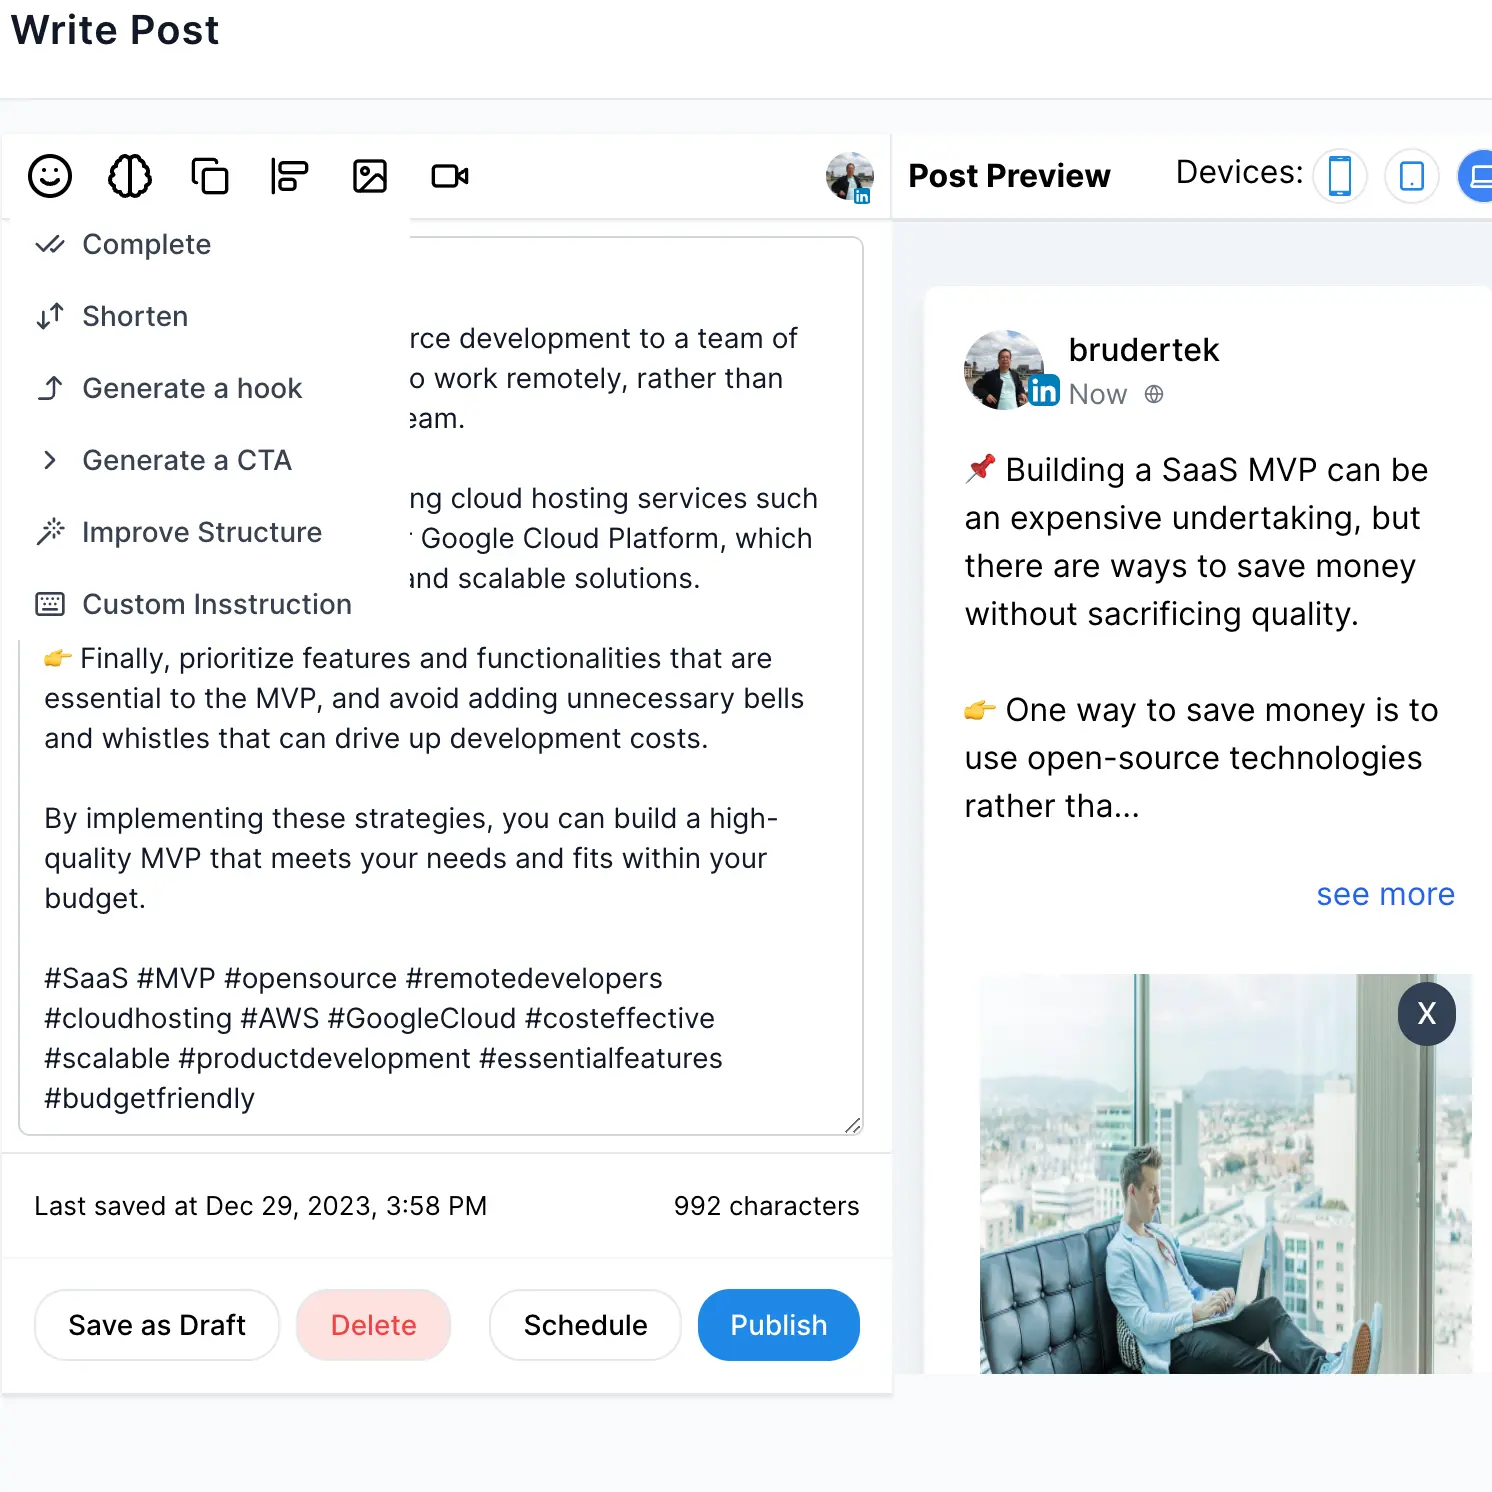 Write Post
Post Preview
Devices:
Complete
Shorten
Generate a hook
Generate a CTA
Improve Structure
Custom Insstruction
development to a team of
work remotely, rather than
cloud hosting services such
Google Cloud Platform, which
scalable solutions.
👉 Finally, prioritize features and functionalities that are
essential to the MVP, and avoid adding unnecessary bells
and whistles that can drive up development costs.
By implementing these strategies, you can build a high-
quality MVP that meets your needs and fits within your
budget.
#SaaS #MVP #opensource #remotedevelopers
#cloudhosting #AWS #GoogleCloud #costeffective
#scalable #productdevelopment #essentialfeatures
#budgetfriendly
Last saved at Dec 29, 2023, 3:58 PM
992 characters
Save as Draft
Delete
Schedule
Publish
in
brudertek
in
Now
📌 Building a SaaS MVP can be
an expensive undertaking, but
there are ways to save money
without sacrificing quality.
👉 One way to save money is to
use open-source technologies
rather tha...
see more
X